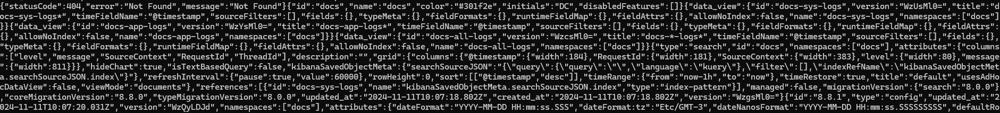 {"statusCode":404,"error":"Not Found","message":"Not Found"}{"id":"docs","name":"docs","color":"#301f2e","initials":"DC","disabledFeatures":[]}{"data_view":{"id":"docs-sys-logs","version":"WzUsMl0=","title":"d
ocs-sys-logs*","timeFieldName":"@timestamp","sourceFilters":[],"fields":{},"typeMeta":{},"fieldFormats":{},"runtimeFieldMap":{},"fieldAttrs":{},"allowNoIndex":false,"name":"docs-sys-logs","namespaces":["docs"]
}}{"data_view":{"id":"docs-app-logs","version":"WzYsMl0=","title":"docs-app-logs*","timeFieldName":"@timestamp","sourceFilters":[],"fields":{},"typeMeta":{},"fieldFormats":{},"runtimeFieldMap":{},"fieldAttrs":
{},"allowNoIndex":false,"name":"docs-app-logs","namespaces":["docs"]}}{"data_view":{"id":"docs-all-logs","version":"WzcsMl0=","title":"docs-*-logs*","timeFieldName":"@timestamp","sourceFilters":[],"fields":{},
"typeMeta":{},"fieldFormats":{},"runtimeFieldMap":{},"fieldAttrs":{},"allowNoIndex":false,"name":"docs-all-logs","namespaces":["docs"]}}{"type":"search","id":"docs","namespaces":["docs"],"attributes":{"columns
":["level","message","SourceContext","RequestId","ThreadId"],"description":"","grid":{"columns":{"@timestamp":{"width":184},"RequestId":{"width":181},"SourceContext":{"width":383},"level":{"width":80},"message
":{"width":811}}},"hideChart":true,"isTextBasedQuery":false,"kibanaSavedObjectMeta":{"searchSourceJSON":"{\"query\":{\"query\":\"\",\"language\":\"kuery\"},\"filter\":[],\"indexRefName\":\"kibanaSavedObjectMet
a.searchSourceJSON.index\"}"},"refreshInterval":{"pause":true,"value":60000},"rowHeight":0,"sort":[["@timestamp","desc"]],"timeRange":{"from":"now-1h","to":"now"},"timeRestore":true,"title":"default","usesAdHo
cDataView":false,"viewMode":"documents"},"references":[{"id":"docs-sys-logs","name":"kibanaSavedObjectMeta.searchSourceJSON.index","type":"index-pattern"}],"managed":false,"migrationVersion":{"search":"8.0.0"}
,"coreMigrationVersion":"8.8.0","typeMigrationVersion":"8.0.0","updated_at":"2024-11-11T10:07:18.802Z","created_at":"2024-11-11T10:07:18.802Z","version":"WzgsMl0="}{"id":"8.8.1","type":"config","updated_at":"2
024-11-11T10:07:20.031Z","version":"WzQyLDJd","namespaces":["docs"],"attributes":{"dateFormat":"YYYY-MM-DD HH:mm:ss.SSS","dateFormat:tz":"Etc/GMT-3","dateNanosFormat":"YYYY-MM-DD HH:mm:ss.SSSSSSSSS","defaultRo